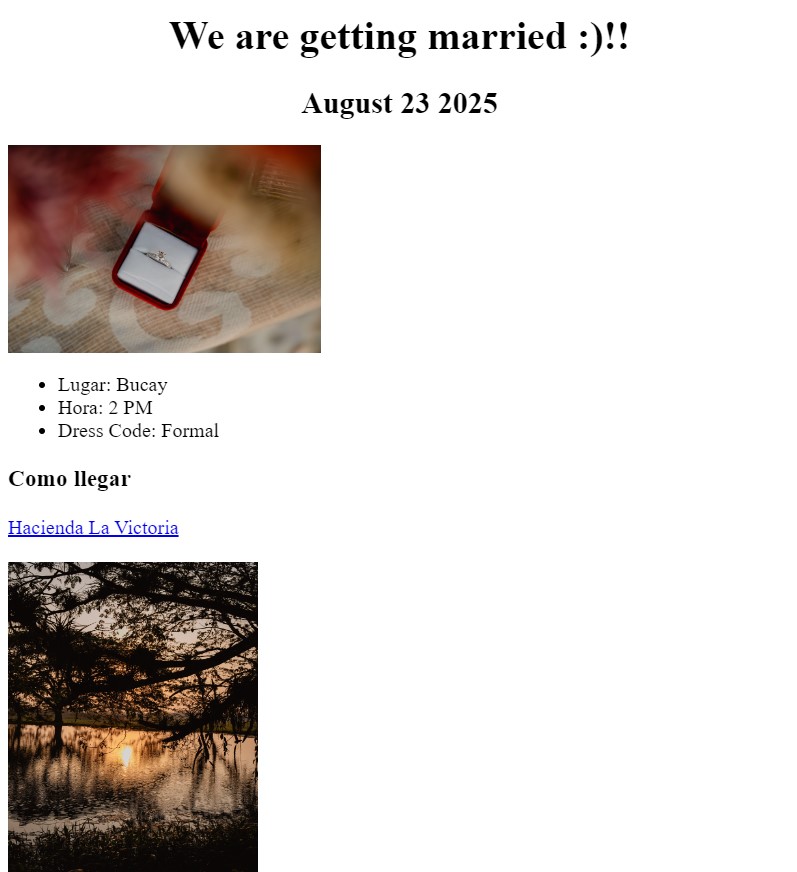 We are getting married :)!!
August 23 2025
Lugar: Bucay
Hora: 2 PM
Dress Code: Formal
Como llegar
Hacienda La Victoria